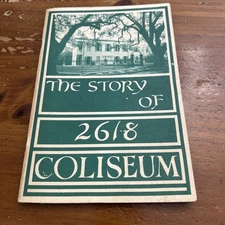 THE STORY
OF
2618
COLISEUM